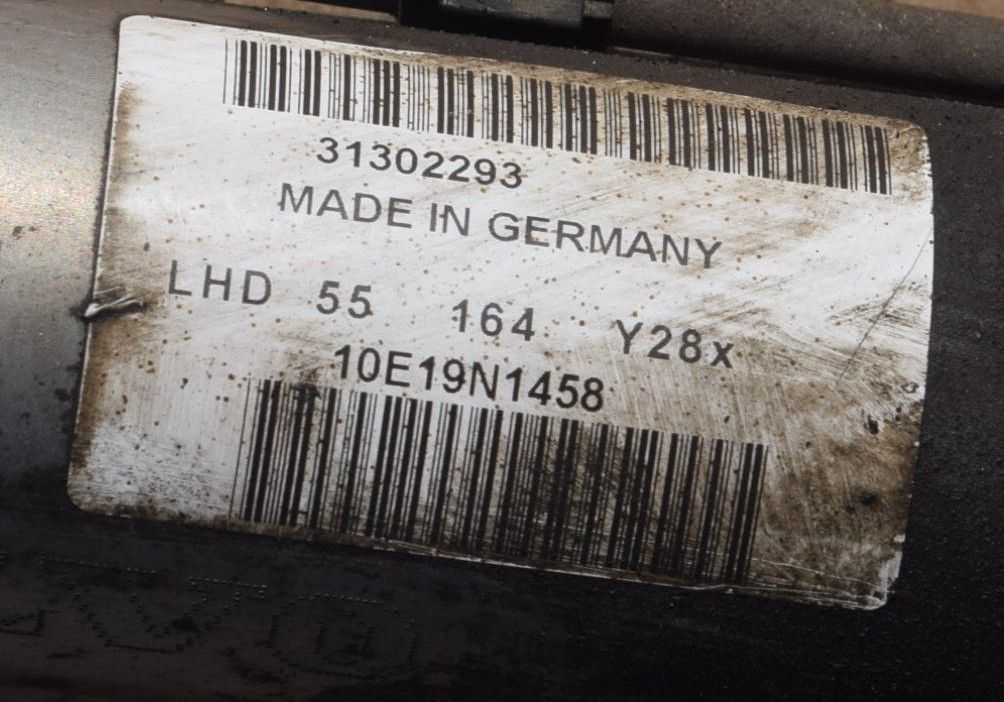 31302293
MADE IN GERMANY
LHD 55 164 Y28x
10E19N1458